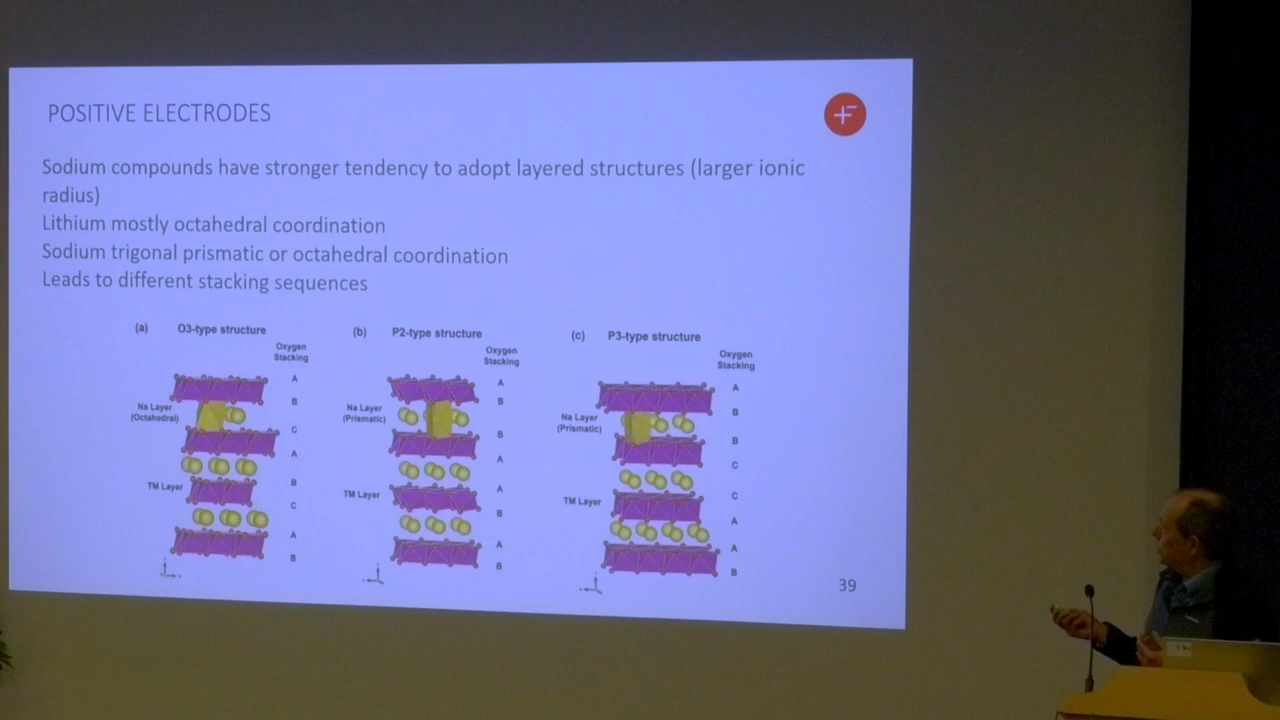 POSITIVE ELECTRODES
Sodium compounds have stronger tendency to adopt layered structures (larger ionic
radius)
Lithium mostly octahedral coordination
Sodium trigonal prismatic or octahedral coordination
Leads to different stacking sequences
(a) O3-type structure
Oxygen
Stacking
A
B
Na Layer
(Octahedral)
C
A
B
TM Layer
C
A
B
(b) P2-type structure
Oxygen
Stacking
A
B
Na Layer
(Prismatic)
B
A
A
TM Layer
B
A
B
(c) P3-type structure
Oxygen
Stacking
A
B
Na Layer
(Prismatic)
B
C
C
TM Layer
A
A
B
39